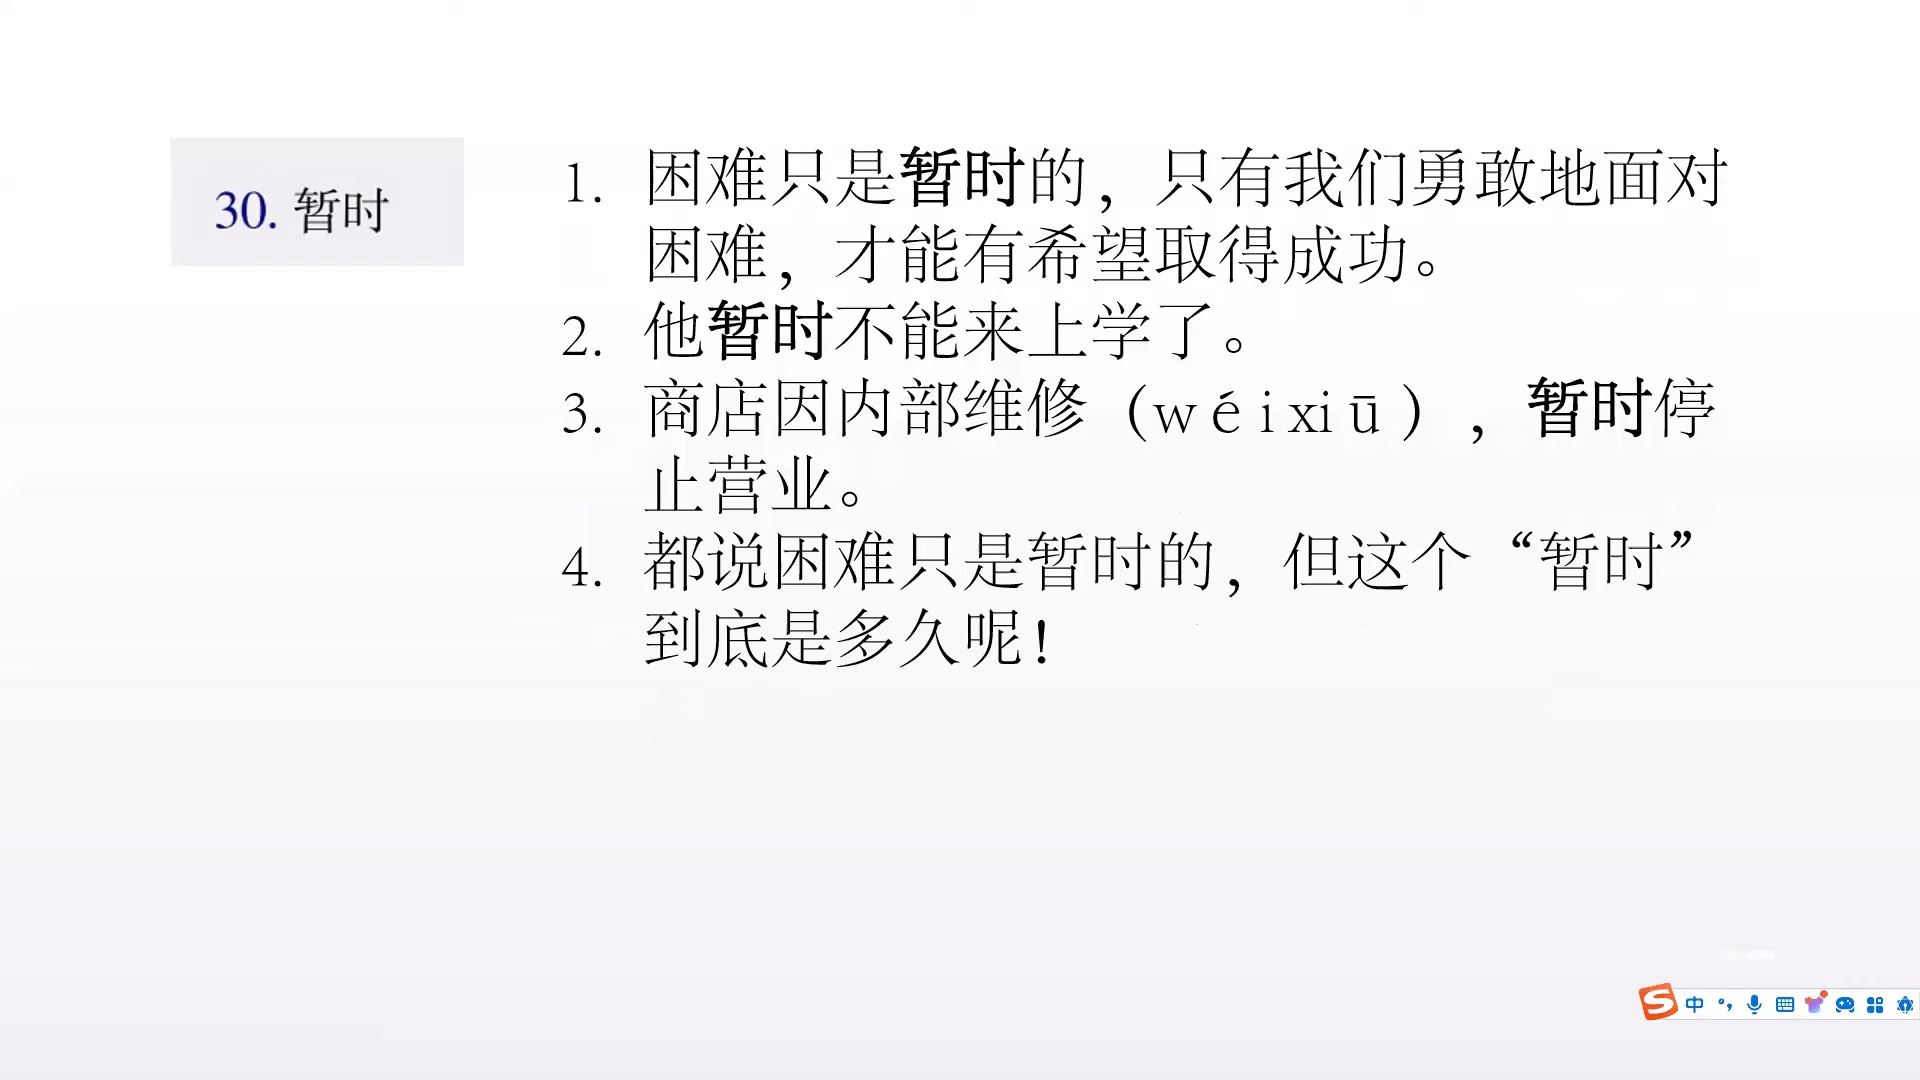 30. 暂时
1. 困难只是暂时的，只有我们勇敢地面对
困难，才能有希望取得成功。
2. 他暂时不能来上学了。
3. 商店因内部维修（wéixiū），暂时停
止营业。
4. 都说困难只是暂时的，但这个“暂时”
到底是多久呢！
中